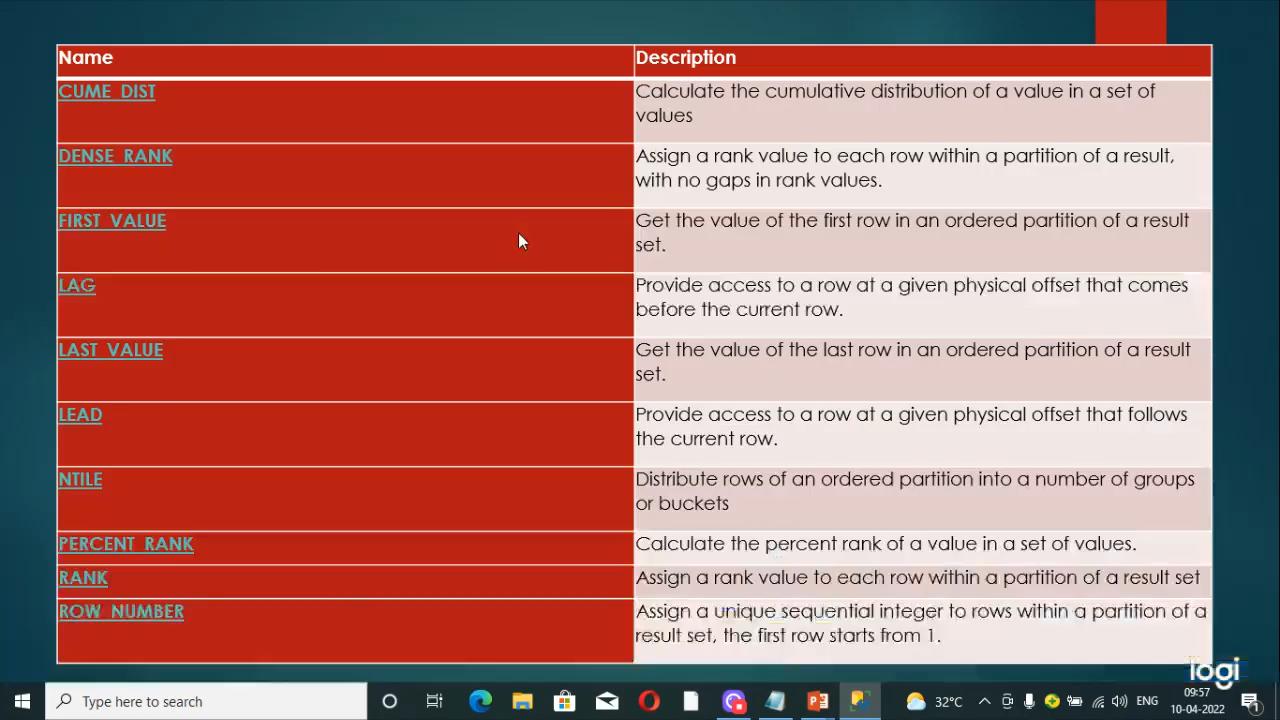 Name
Description
CUME_DIST
Calculate the cumulative distribution of a value in a set of
values
DENSE_RANK
Assign a rank value to each row within a partition of a result,
with no gaps in rank values.
FIRST_VALUE
Get the value of the first row in an ordered partition of a result
set.
LAG
Provide access to a row at a given physical offset that comes
before the current row.
LAST_VALUE
Get the value of the last row in an ordered partition of a result
set.
LEAD
Provide access to a row at a given physical offset that follows
the current row.
NTILE
Distribute rows of an ordered partition into a number of groups
or buckets
PERCENT_RANK
Calculate the percent rank of a value in a set of values.
RANK
Assign a rank value to each row within a partition of a result set
ROW_NUMBER
Assign a unique sequential integer to rows within a partition of a
result set, the first row starts from 1.
logi
Type here to search
32°C
ENG
09:57
10-04-2022